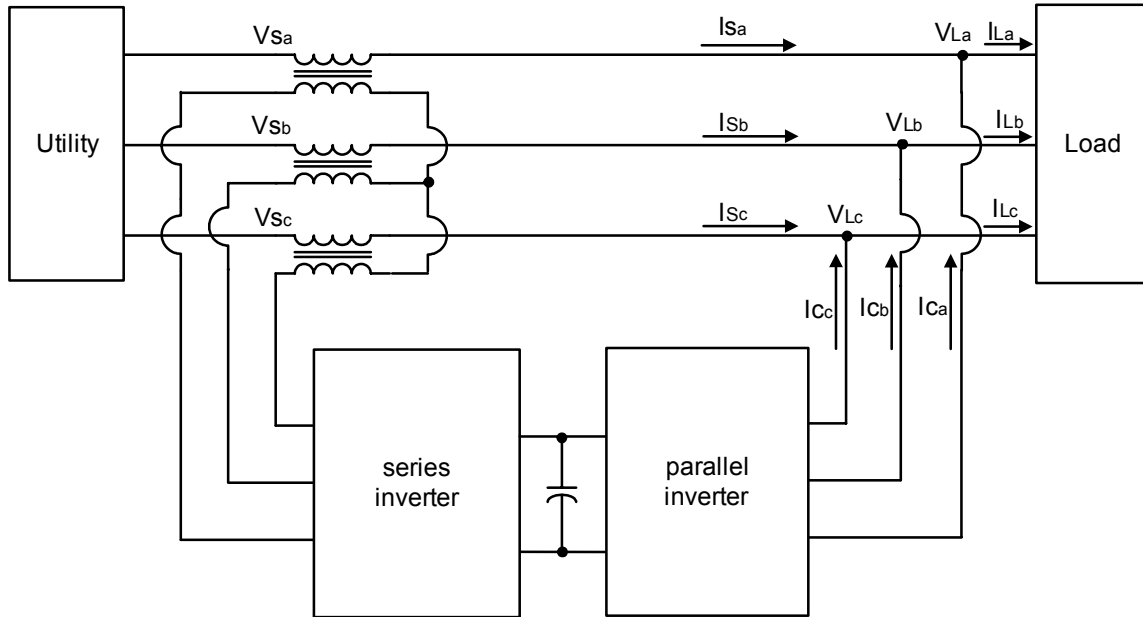 Utility
Vsa
Isa
VLa
ILa
Load
Vsb
ISb
VLb
ILb
Vsc
ISc
VLc
ILc
Icc
Icb
Ica
series
inverter
parallel
inverter